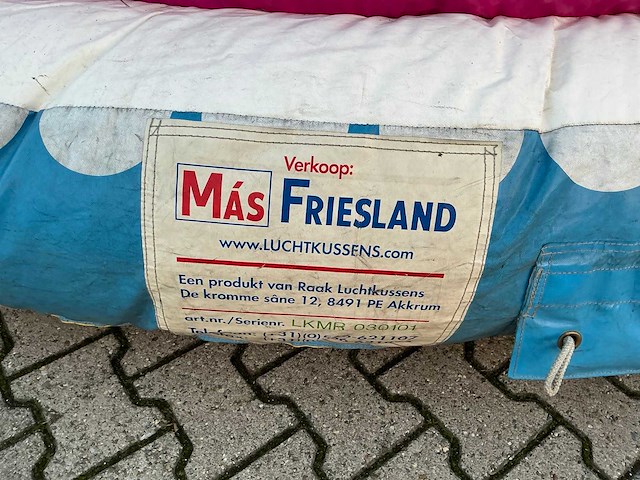 Verkoop:
MÁS FRIESLAND
www.LUCHTKUSSENS.com
Een produkt van Raak Luchtkussens
De kromme sâne 12, 8491 PE Akkrum
art.nr./Serienr. LKMR 030101